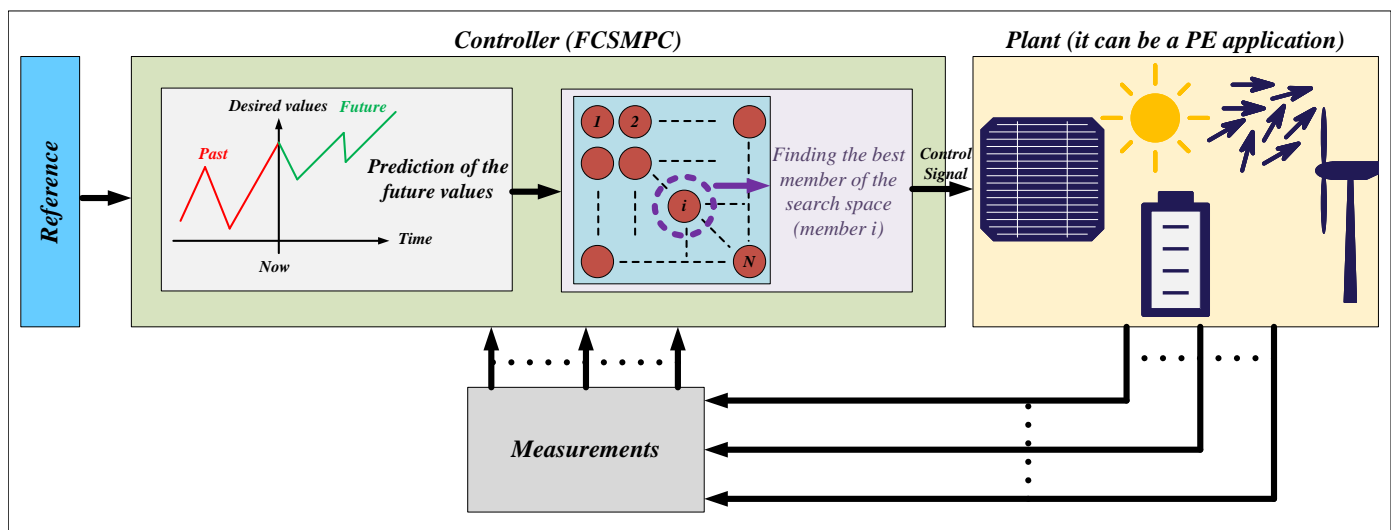 Controller (FCSMPC)
Plant (it can be a PE application)
Reference
Desired values
Future
Past
Prediction of the
future values
Time
Now
1
2
i
N
Finding the best
member of the
search space
(member i)
Control
Signal
Measurements